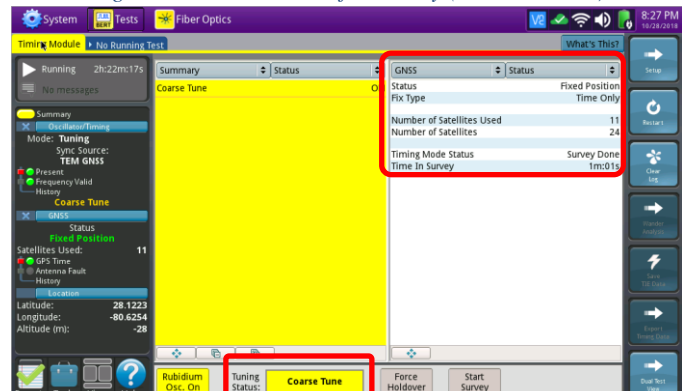 System
Tests
Fiber Optics
V2
8:27 PM
10/28/2018
Timing Module
No Running Test
What's This?
Running 2h:22m:17s
No messages
Summary
Oscillator/Timing
Mode: Tuning
Sync Source:
TEM GNSS
Present
Frequency Valid
History
Coarse Tune
GNSS
Status
Fixed Position
Satellites Used: 11
GPS Time
Antenna Fault
History
Location
Latitude: 28.1223
Longitude: -80.6254
Altitude (m): -28
Summary Status
Coarse Tune
GNSS Status
Status Fixed Position
Fix Type Time Only
Number of Satellites Used 11
Number of Satellites 24
Timing Mode Status Survey Done
Time In Survey 1m:01s
Rubidium
Osc. On
Tuning
Status:
Coarse Tune
Force
Holdover
Start
Survey
Setup
Restart
Clear
Log
Wander
Analysis
Save
TIE Data
Export
Timing Data
Dual Test
View